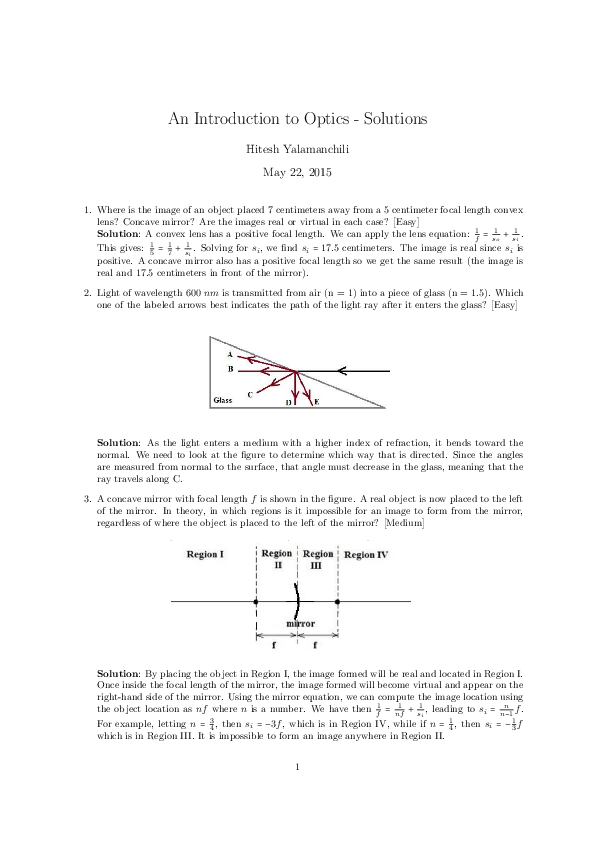 An Introduction to Optics - Solutions
Hitesh Yalamanchili
May 22, 2015
1. Where is the image of an object placed 7 centimeters away from a 5 centimeter focal length convex
lens? Concave mirror? Are the images real or virtual in each case? [Easy]
Solution: A convex lens has a positive focal length. We can apply the lens equation: 1/f = 1/s_o + 1/s_i.
This gives: 1/5 = 1/7 + 1/s_i. Solving for s_i, we find s_i = 17.5 centimeters. The image is real since s_i is
positive. A concave mirror also has a positive focal length so we get the same result (the image is
real and 17.5 centimeters in front of the mirror).
2. Light of wavelength 600 nm is transmitted from air (n = 1) into a piece of glass (n = 1.5). Which
one of the labeled arrows best indicates the path of the light ray after it enters the glass? [Easy]
A
B
C
D E
Glass
Solution: As the light enters a medium with a higher index of refraction, it bends toward the
normal. We need to look at the figure to determine which way that is directed. Since the angles
are measured from normal to the surface, that angle must decrease in the glass, meaning that the
ray travels along C.
3. A concave mirror with focal length f is shown in the figure. A real object is now placed to the left
of the mirror. In theory, in which regions is it impossible for an image to form from the mirror,
regardless of where the object is placed to the left of the mirror? [Medium]
Region I Region II Region III Region IV
mirror
f f
Solution: By placing the object in Region I, the image formed will be real and located in Region I.
Once inside the focal length of the mirror, the image formed will become virtual and appear on the
right-hand side of the mirror. Using the mirror equation, we can compute the image location using
the object location as nf where n is a number. We have then 1/f = 1/nf + 1/s_i, leading to s_i = n/n−1 f.
For example, letting n = 3/4, then s_i = −3f, which is in Region IV, while if n = 1/4, then s_i = −1/3 f
which is in Region III. It is impossible to form an image anywhere in Region II.
1